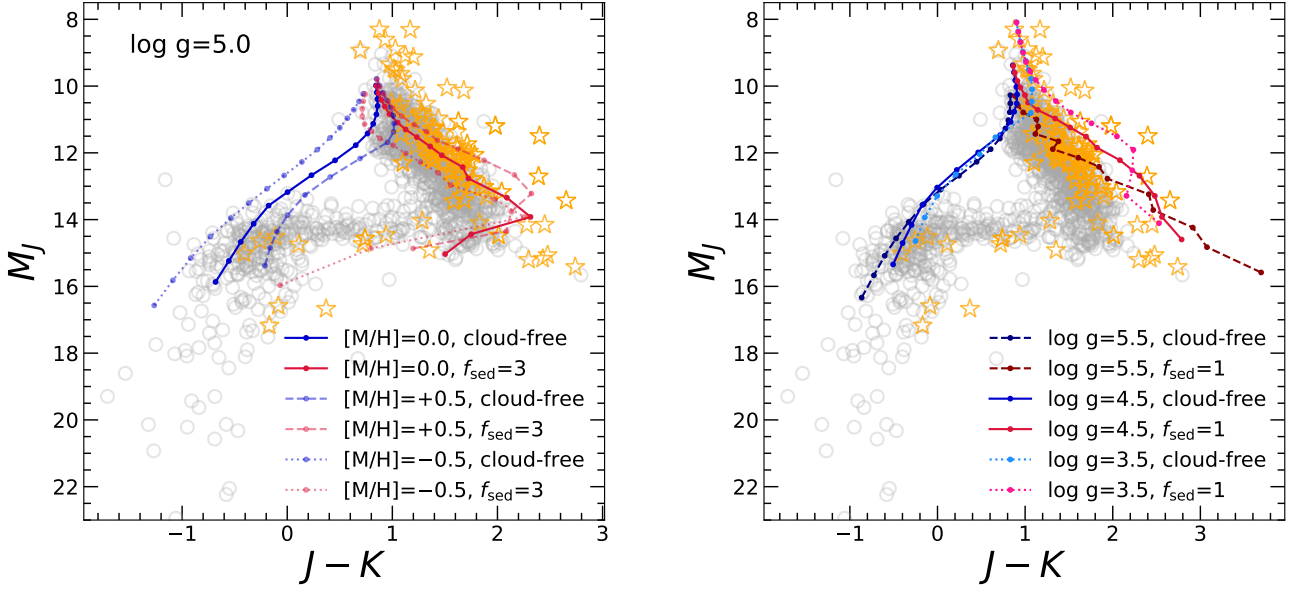 log g=5.0
8
10
12
14
16
18
20
22
M_J
−1
0
1
2
3
J − K
[M/H]=0.0, cloud-free
[M/H]=0.0, f_sed=3
[M/H]=+0.5, cloud-free
[M/H]=+0.5, f_sed=3
[M/H]=−0.5, cloud-free
[M/H]=−0.5, f_sed=3
8
10
12
14
16
18
20
22
M_J
−1
0
1
2
3
J − K
log g=5.5, cloud-free
log g=5.5, f_sed=1
log g=4.5, cloud-free
log g=4.5, f_sed=1
log g=3.5, cloud-free
log g=3.5, f_sed=1